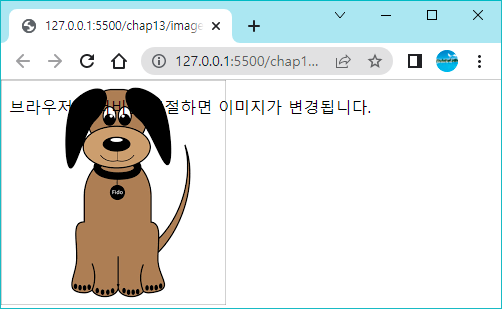 127.0.0.1:5500/chap13/image
127.0.0.1:5500/chap1...
브라우저 절하면 이미지가 변경됩니다.
Fido